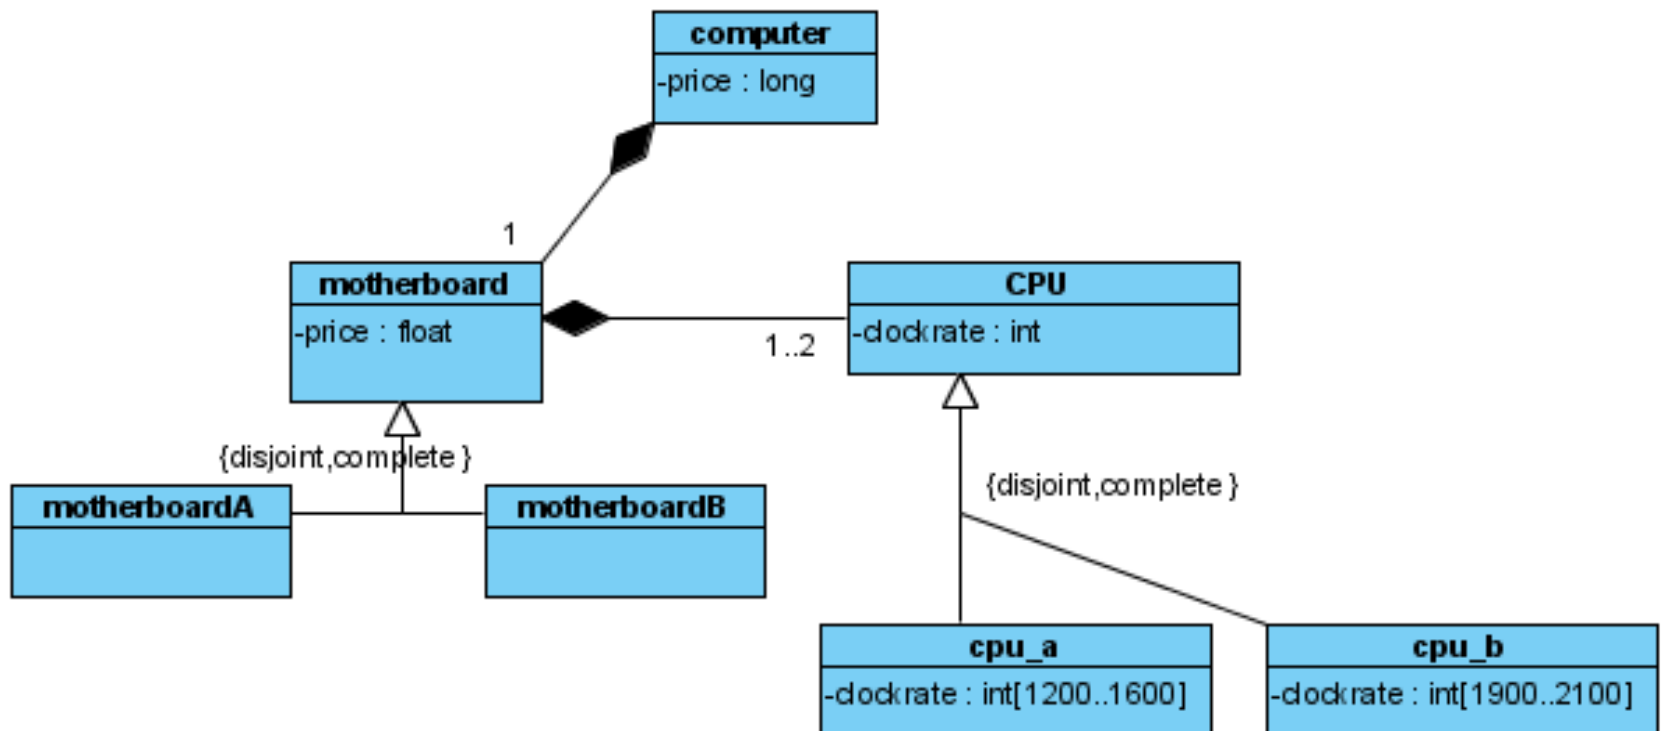 computer
-price : long
1
motherboard
-price : float
CPU
-clockrate : int
1..2
{disjoint,complete }
{disjoint,complete }
motherboardA
motherboardB
cpu_a
-clockrate : int[1200..1600]
cpu_b
-clockrate : int[1900..2100]